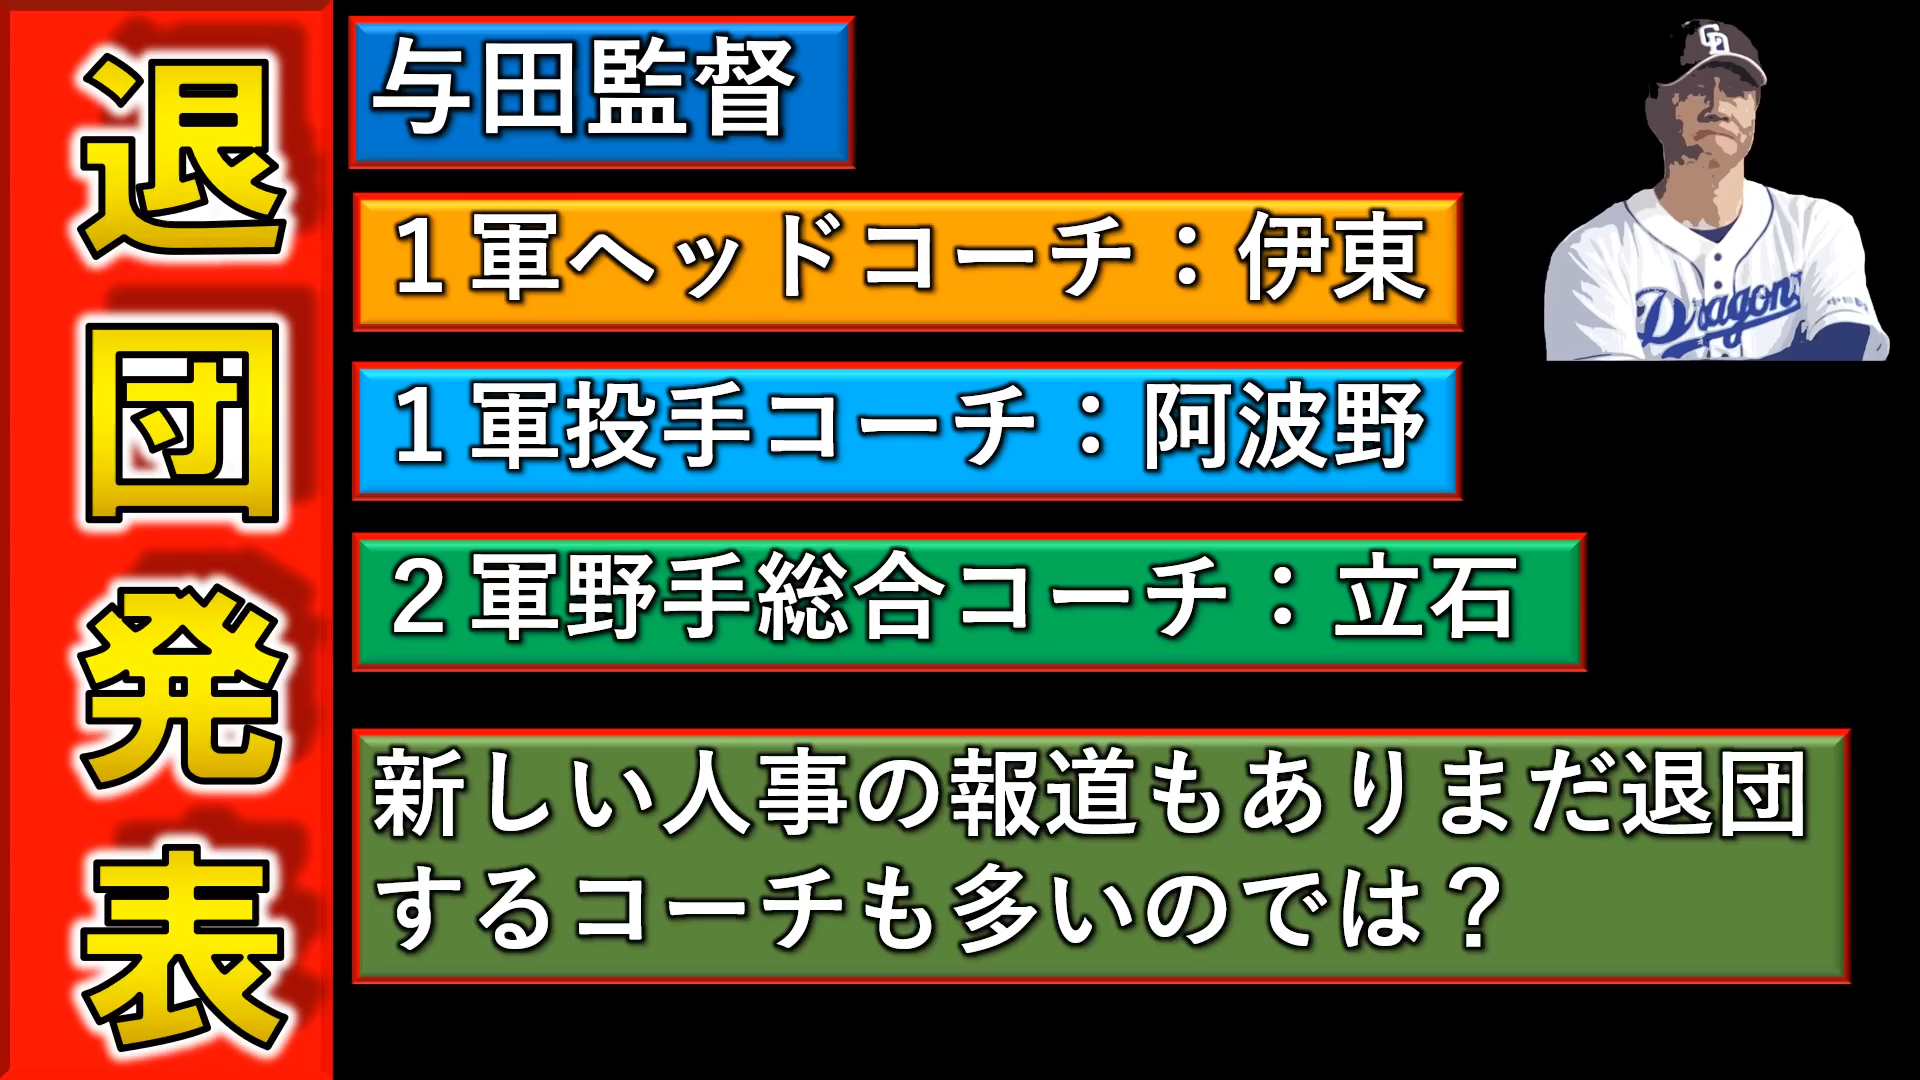 退団発表
与田監督
１軍ヘッドコーチ：伊東
１軍投手コーチ：阿波野
２軍野手総合コーチ：立石
新しい人事の報道もありまだ退団
するコーチも多いのでは？
CD
Dragons